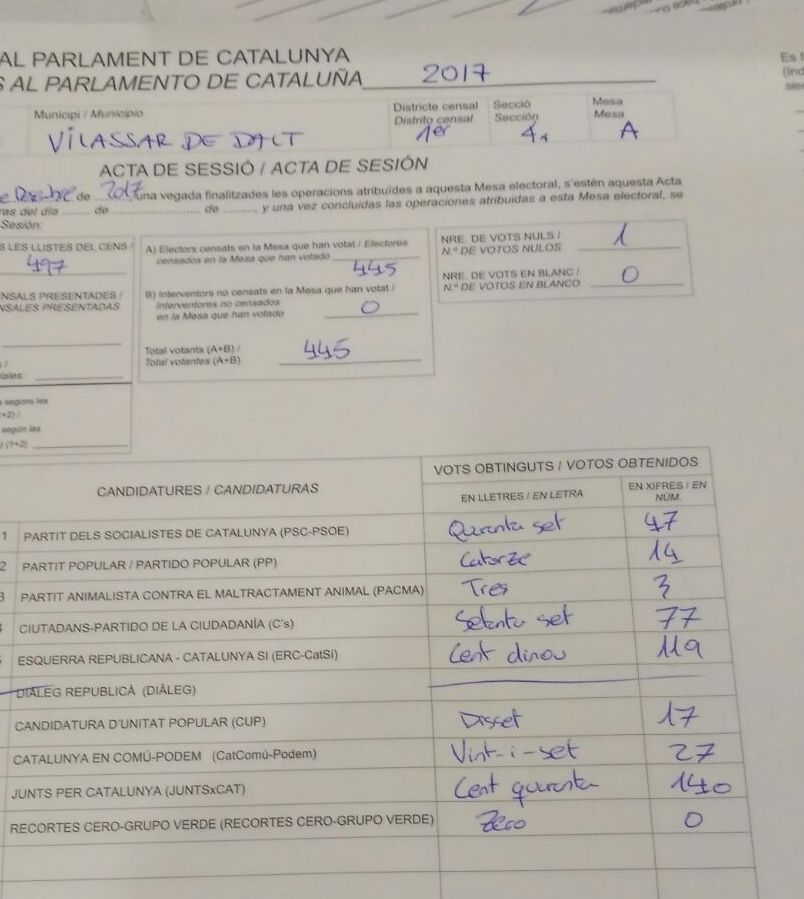 AL PARLAMENT DE CATALUNYA
S AL PARLAMENTO DE CATALUÑA 2017
Municipi / Municipio
VILASSAR DE DALT
Districte censal
Distrito censal
1er
Secció
Sección
4
Mesa
Mesa
A
ACTA DE SESSIÓ / ACTA DE SESIÓN
de 2017 una vegada finalitzades les operacions atribuïdes a aquesta Mesa electoral, s'estén aquesta Acta
ras del día ........ de ........................ de .......... y una vez concluidas las operaciones atribuidas a esta Mesa electoral, se
Sesión:
S LES LLISTES DEL CENS /
497
NSALS PRESENTADES /
NSALES PRESENTADAS
iales:
s segons les
+2) /
según las
) (1+2)
A) Electors censats en la Mesa que han votat / Electores
censados en la Mesa que han votado
445
B) Interventors no censats en la Mesa que han votat /
Interventores no censados
en la Mesa que han votado
0
Total votants (A+B) /
Total votantes (A+B)
445
NRE. DE VOTS NULS /
N.º DE VOTOS NULOS
1
NRE. DE VOTS EN BLANC /
N.º DE VOTOS EN BLANCO
0
Es f
(Ind
sier
CANDIDATURES / CANDIDATURAS
VOTS OBTINGUTS / VOTOS OBTENIDOS
EN LLETRES / EN LETRA
EN XIFRES / EN
NÚM.
1 PARTIT DELS SOCIALISTES DE CATALUNYA (PSC-PSOE) Quranta set 47
2 PARTIT POPULAR / PARTIDO POPULAR (PP) Catorze 14
3 PARTIT ANIMALISTA CONTRA EL MALTRACTAMENT ANIMAL (PACMA) Tres 3
CIUTADANS-PARTIDO DE LA CIUDADANÍA (C's) Setanta set 77
ESQUERRA REPUBLICANA - CATALUNYA SI (ERC-CatSí) Cent dinou 119
DIÀLEG REPUBLICÀ (DIÀLEG)
CANDIDATURA D'UNITAT POPULAR (CUP) Disset 17
CATALUNYA EN COMÚ-PODEM (CatComú-Podem) Vint-i-set 27
JUNTS PER CATALUNYA (JUNTSxCAT) Cent quranta 140
RECORTES CERO-GRUPO VERDE (RECORTES CERO-GRUPO VERDE) Zero 0